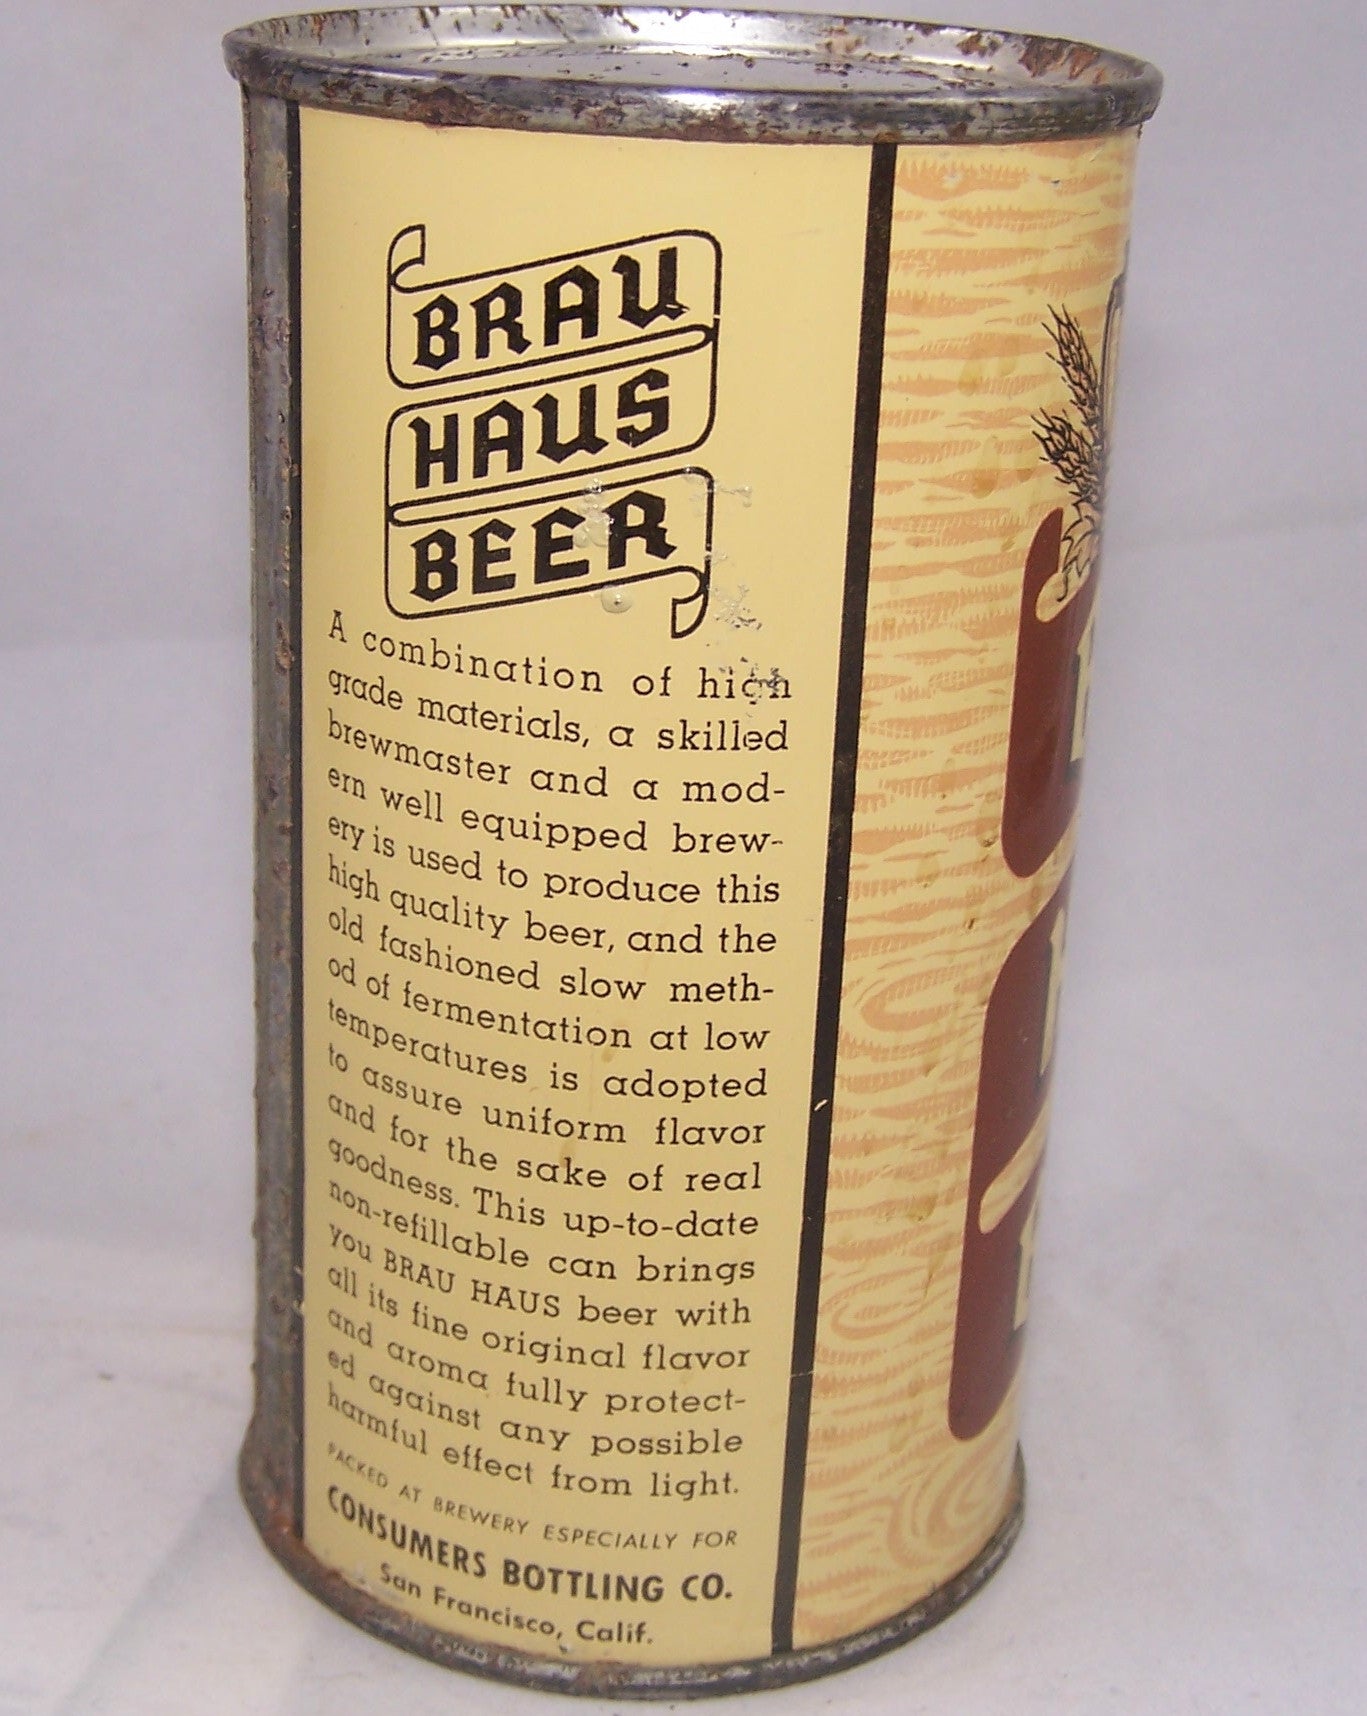 BRAU
HAUS
BEER
A combination of high
grade materials, a skilled
brewmaster and a mod-
ern well equipped brew-
ery is used to produce this
high quality beer, and the
old fashioned slow meth-
od of fermentation at low
temperatures is adopted
to assure uniform flavor
and for the sake of real
goodness. This up-to-date
non-refillable can brings
you BRAU HAUS beer with
all its fine original flavor
and aroma fully protect-
ed against any possible
harmful effect from light.
PACKED AT BREWERY ESPECIALLY FOR
CONSUMERS BOTTLING CO.
San Francisco, Calif.